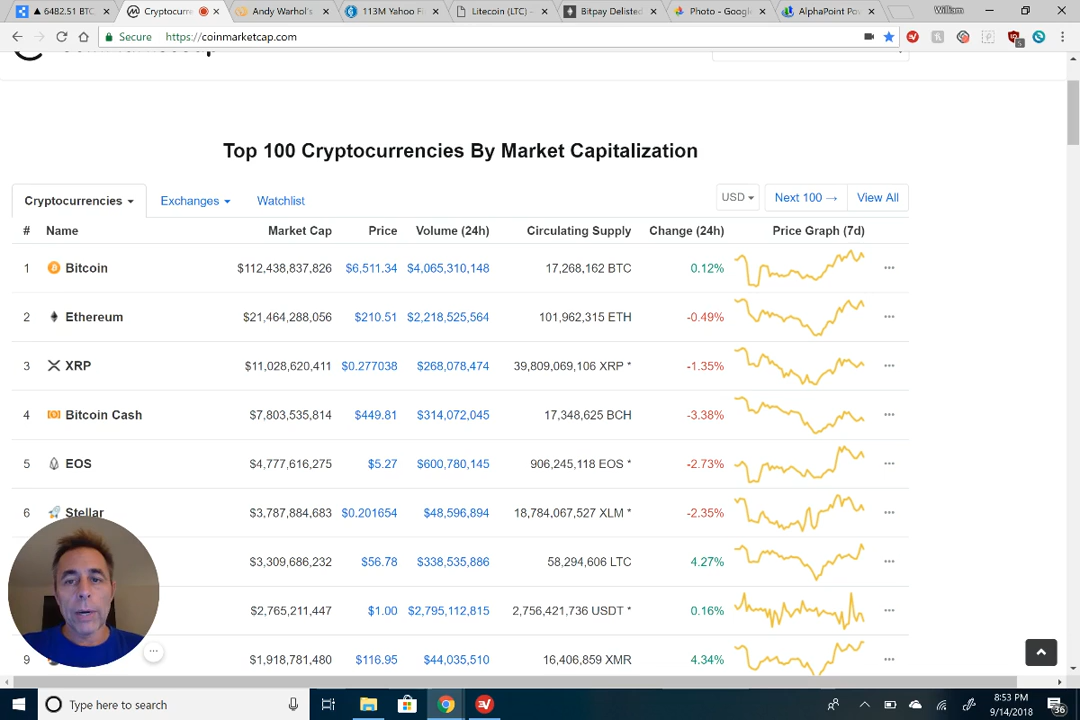 ▲ 6482.51 BTC
Cryptocurre
Andy Warhol's
113M Yahoo F
Litecoin (LTC) –
Bitpay Delisted
Photo - Google
AlphaPoint Po
William
Secure https://coinmarketcap.com
Top 100 Cryptocurrencies By Market Capitalization
Cryptocurrencies Exchanges Watchlist USD Next 100 → View All
# Name Market Cap Price Volume (24h) Circulating Supply Change (24h) Price Graph (7d)
1 Bitcoin $112,438,837,826 $6,511.34 $4,065,310,148 17,268,162 BTC 0.12%
2 Ethereum $21,464,288,056 $210.51 $2,218,525,564 101,962,315 ETH -0.49%
3 XRP $11,028,620,411 $0.277038 $268,078,474 39,809,069,106 XRP * -1.35%
4 Bitcoin Cash $7,803,535,814 $449.81 $314,072,045 17,348,625 BCH -3.38%
5 EOS $4,777,616,275 $5.27 $600,780,145 906,245,118 EOS * -2.73%
6 Stellar $3,787,884,683 $0.201654 $48,596,894 18,784,067,527 XLM * -2.35%
$3,309,686,232 $56.78 $338,535,886 58,294,606 LTC 4.27%
$2,765,211,447 $1.00 $2,795,112,815 2,756,421,736 USDT * 0.16%
9 $1,918,781,480 $116.95 $44,035,510 16,406,859 XMR 4.34%
Type here to search
8:53 PM
9/14/2018
36